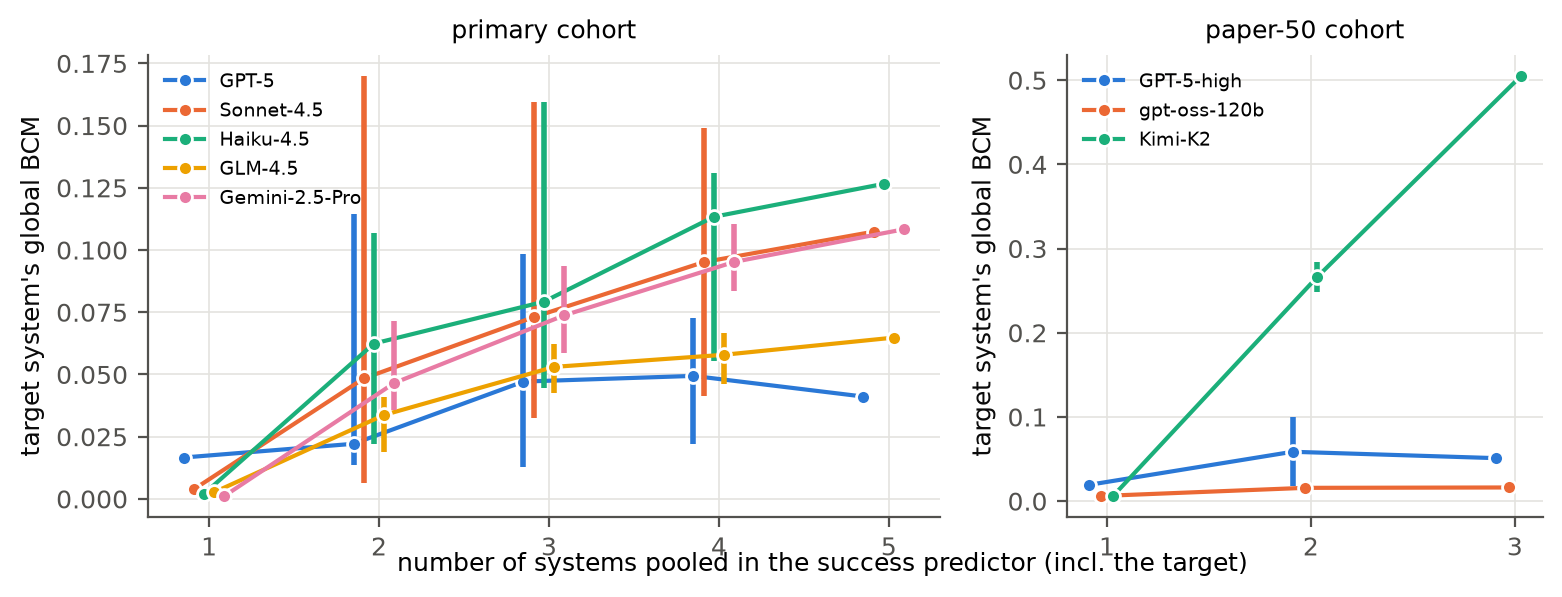 primary cohort
target system's global BCM
0.175
0.150
0.125
0.100
0.075
0.050
0.025
0.000
GPT-5
Sonnet-4.5
Haiku-4.5
GLM-4.5
Gemini-2.5-Pro
1 2 3 4 5
paper-50 cohort
target system's global BCM
0.5
0.4
0.3
0.2
0.1
0.0
GPT-5-high
gpt-oss-120b
Kimi-K2
1 2 3
number of systems pooled in the success predictor (incl. the target)